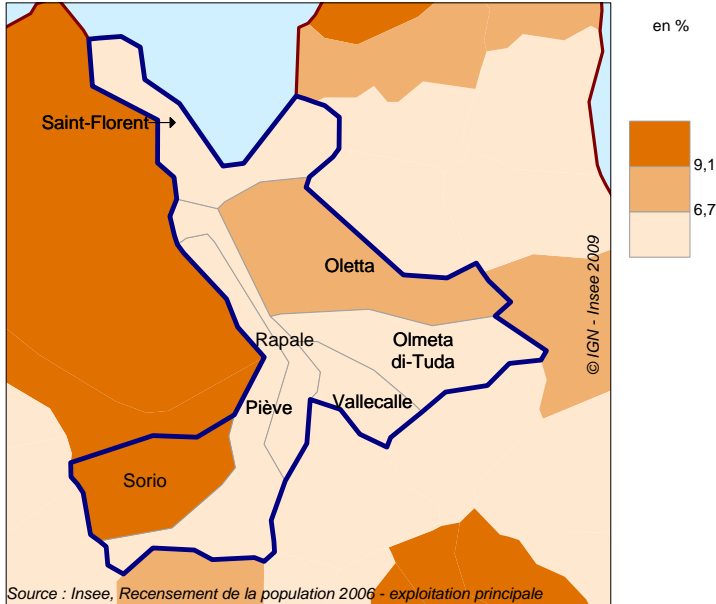 en %
Saint-Florent
9,1
6,7
Oletta
Rapale
Olmeta
di-Tuda
Piève
Vallecalle
Sorio
© IGN - Insee 2009
Source : Insee, Recensement de la population 2006 - exploitation principale